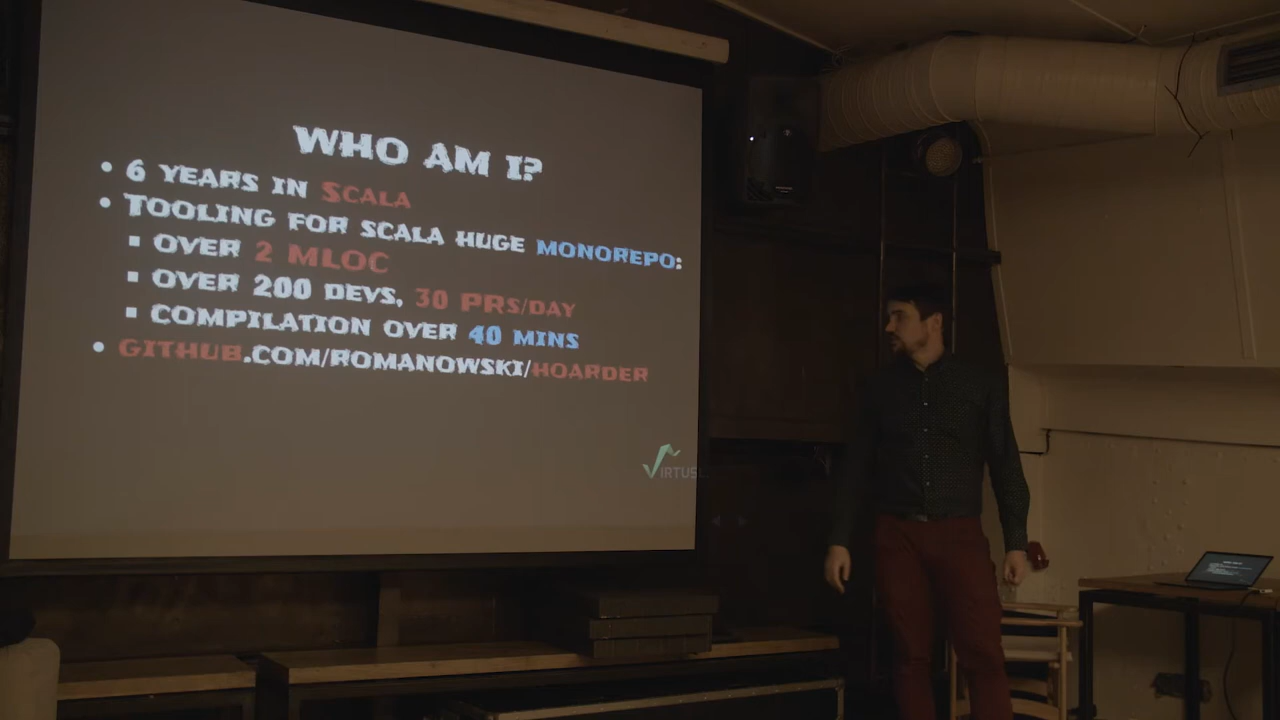 WHO AM I?
• 6 YEARS IN SCALA
• TOOLING FOR SCALA HUGE MONOREPO:
▪ OVER 2 MLOC
▪ OVER 200 DEVS, 30 PRS/DAY
▪ COMPILATION OVER 40 MINS
• GITHUB.COM/ROMANOWSKI/HOARDER
VIRTUSL